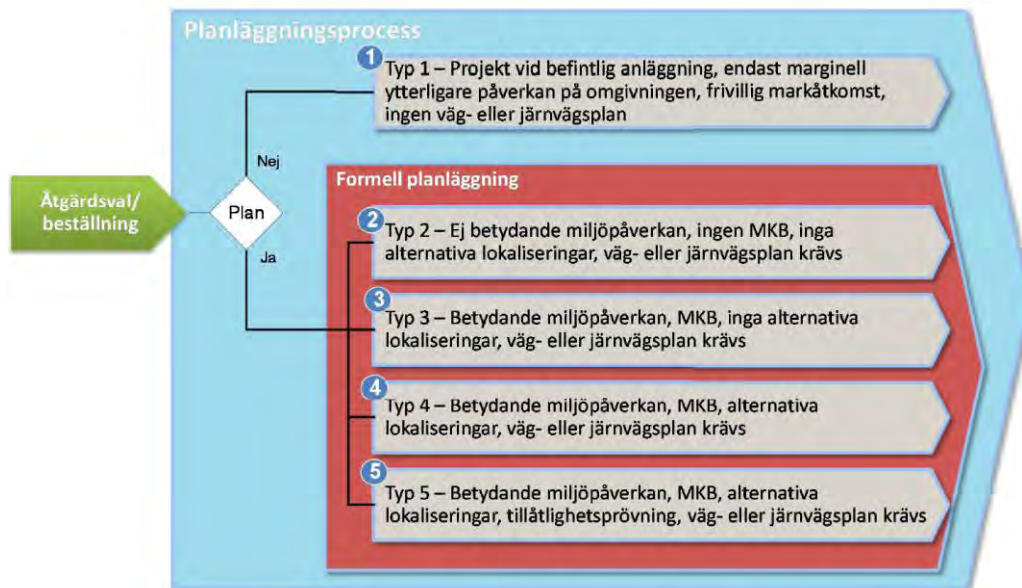 Planläggningsprocess
1
Typ 1 – Projekt vid befintlig anläggning, endast marginell
ytterligare påverkan på omgivningen, frivillig markåtkomst,
ingen väg- eller järnvägsplan
Nej
Åtgärdsval/
beställning
Plan
Ja
Formell planläggning
2
Typ 2 – Ej betydande miljöpåverkan, ingen MKB, inga
alternativa lokaliseringar, väg- eller järnvägsplan krävs
3
Typ 3 – Betydande miljöpåverkan, MKB, inga alternativa
lokaliseringar, väg- eller järnvägsplan krävs
4
Typ 4 – Betydande miljöpåverkan, MKB, alternativa
lokaliseringar, väg- eller järnvägsplan krävs
5
Typ 5 – Betydande miljöpåverkan, MKB, alternativa
lokaliseringar, tillåtlighetsprövning, väg- eller järnvägsplan krävs